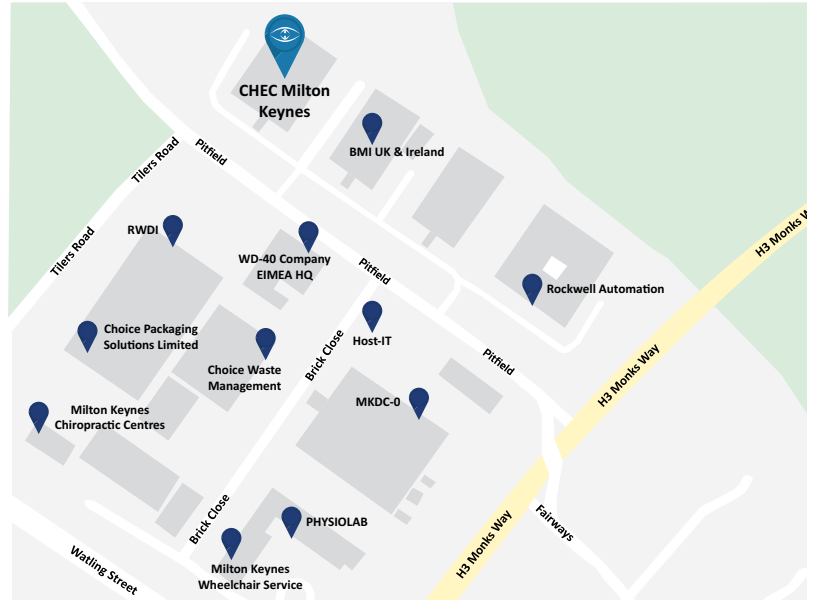 CHEC Milton
Keynes
BMI UK & Ireland
Tilers Road
Pitfield
RWDI
Tilers Road
WD-40 Company
EIMEA HQ
Pitfield
H3 Monks W
Rockwell Automation
Choice Packaging
Solutions Limited
Host-IT
Brick Close
Choice Waste
Management
Pitfield
H3 Monks Way
MKDC-0
Milton Keynes
Chiropractic Centres
Brick Close
PHYSIOLAB
Fairways
H3 Monks Way
Watling Street
Milton Keynes
Wheelchair Service